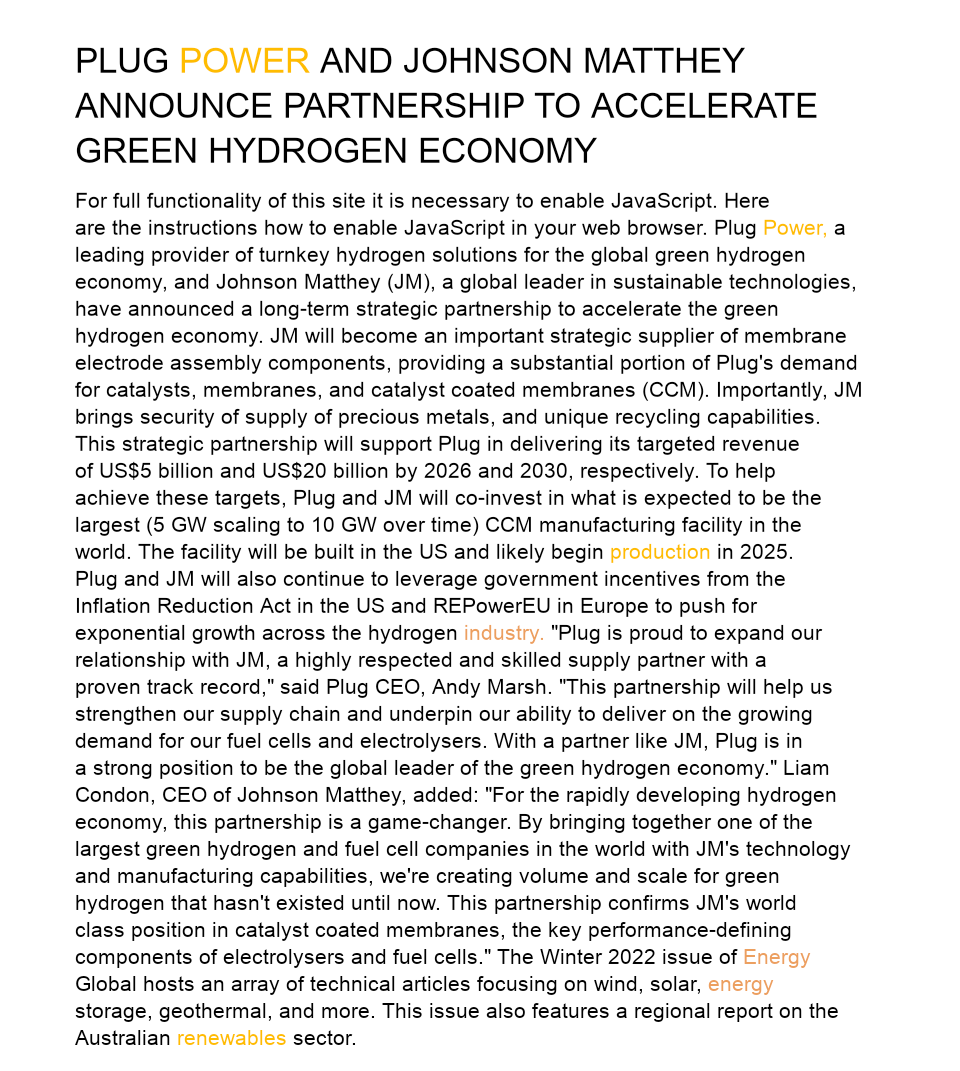 PLUG POWER AND JOHNSON MATTHEY
ANNOUNCE PARTNERSHIP TO ACCELERATE
GREEN HYDROGEN ECONOMY
For full functionality of this site it is necessary to enable JavaScript. Here
are the instructions how to enable JavaScript in your web browser. Plug Power, a
leading provider of turnkey hydrogen solutions for the global green hydrogen
economy, and Johnson Matthey (JM), a global leader in sustainable technologies,
have announced a long-term strategic partnership to accelerate the green
hydrogen economy. JM will become an important strategic supplier of membrane
electrode assembly components, providing a substantial portion of Plug's demand
for catalysts, membranes, and catalyst coated membranes (CCM). Importantly, JM
brings security of supply of precious metals, and unique recycling capabilities.
This strategic partnership will support Plug in delivering its targeted revenue
of US$5 billion and US$20 billion by 2026 and 2030, respectively. To help
achieve these targets, Plug and JM will co-invest in what is expected to be the
largest (5 GW scaling to 10 GW over time) CCM manufacturing facility in the
world. The facility will be built in the US and likely begin production in 2025.
Plug and JM will also continue to leverage government incentives from the
Inflation Reduction Act in the US and REPowerEU in Europe to push for
exponential growth across the hydrogen industry. "Plug is proud to expand our
relationship with JM, a highly respected and skilled supply partner with a
proven track record," said Plug CEO, Andy Marsh. "This partnership will help us
strengthen our supply chain and underpin our ability to deliver on the growing
demand for our fuel cells and electrolysers. With a partner like JM, Plug is in
a strong position to be the global leader of the green hydrogen economy." Liam
Condon, CEO of Johnson Matthey, added: "For the rapidly developing hydrogen
economy, this partnership is a game-changer. By bringing together one of the
largest green hydrogen and fuel cell companies in the world with JM's technology
and manufacturing capabilities, we're creating volume and scale for green
hydrogen that hasn't existed until now. This partnership confirms JM's world
class position in catalyst coated membranes, the key performance-defining
components of electrolysers and fuel cells." The Winter 2022 issue of Energy
Global hosts an array of technical articles focusing on wind, solar, energy
storage, geothermal, and more. This issue also features a regional report on the
Australian renewables sector.